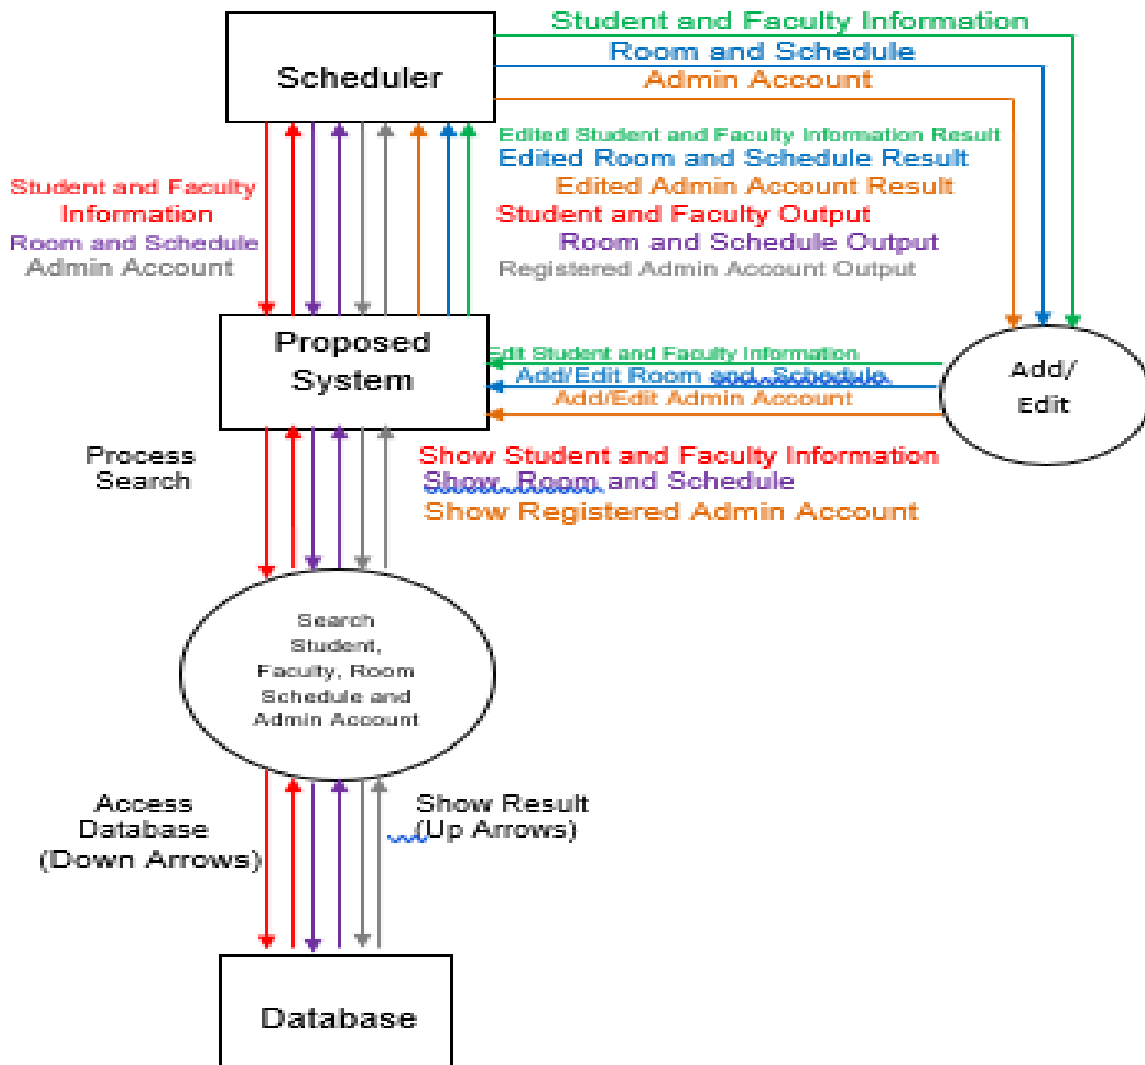 Student and Faculty Information
Room and Schedule
Admin Account
Scheduler
Student and Faculty
Information
Room and Schedule
Admin Account
Edited Student and Faculty Information Result
Edited Room and Schedule Result
Edited Admin Account Result
Student and Faculty Output
Room and Schedule Output
Registered Admin Account Output
Proposed
System
Edit Student and Faculty Information
Add/Edit Room and Schedule
Add/Edit Admin Account
Add/
Edit
Process
Search
Show Student and Faculty Information
Show Room and Schedule
Show Registered Admin Account
Search
Student,
Faculty, Room
Schedule and
Admin Account
Access
Database
(Down Arrows)
Show Result
(Up Arrows)
Database